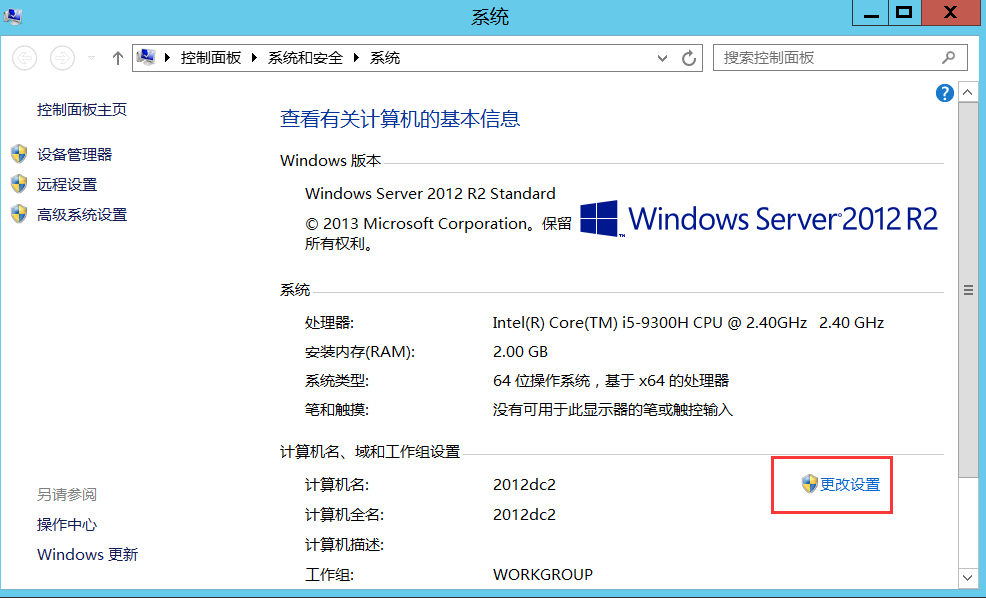 系统
控制面板 系统和安全 系统
搜索控制面板
控制面板主页
设备管理器
远程设置
高级系统设置
查看有关计算机的基本信息
Windows 版本
Windows Server 2012 R2 Standard
© 2013 Microsoft Corporation。保留
所有权利。
Windows Server 2012 R2
系统
处理器: Intel(R) Core(TM) i5-9300H CPU @ 2.40GHz 2.40 GHz
安装内存(RAM): 2.00 GB
系统类型: 64 位操作系统，基于 x64 的处理器
笔和触摸: 没有可用于此显示器的笔或触控输入
计算机名、域和工作组设置
计算机名: 2012dc2 更改设置
计算机全名: 2012dc2
计算机描述:
工作组: WORKGROUP
另请参阅
操作中心
Windows 更新